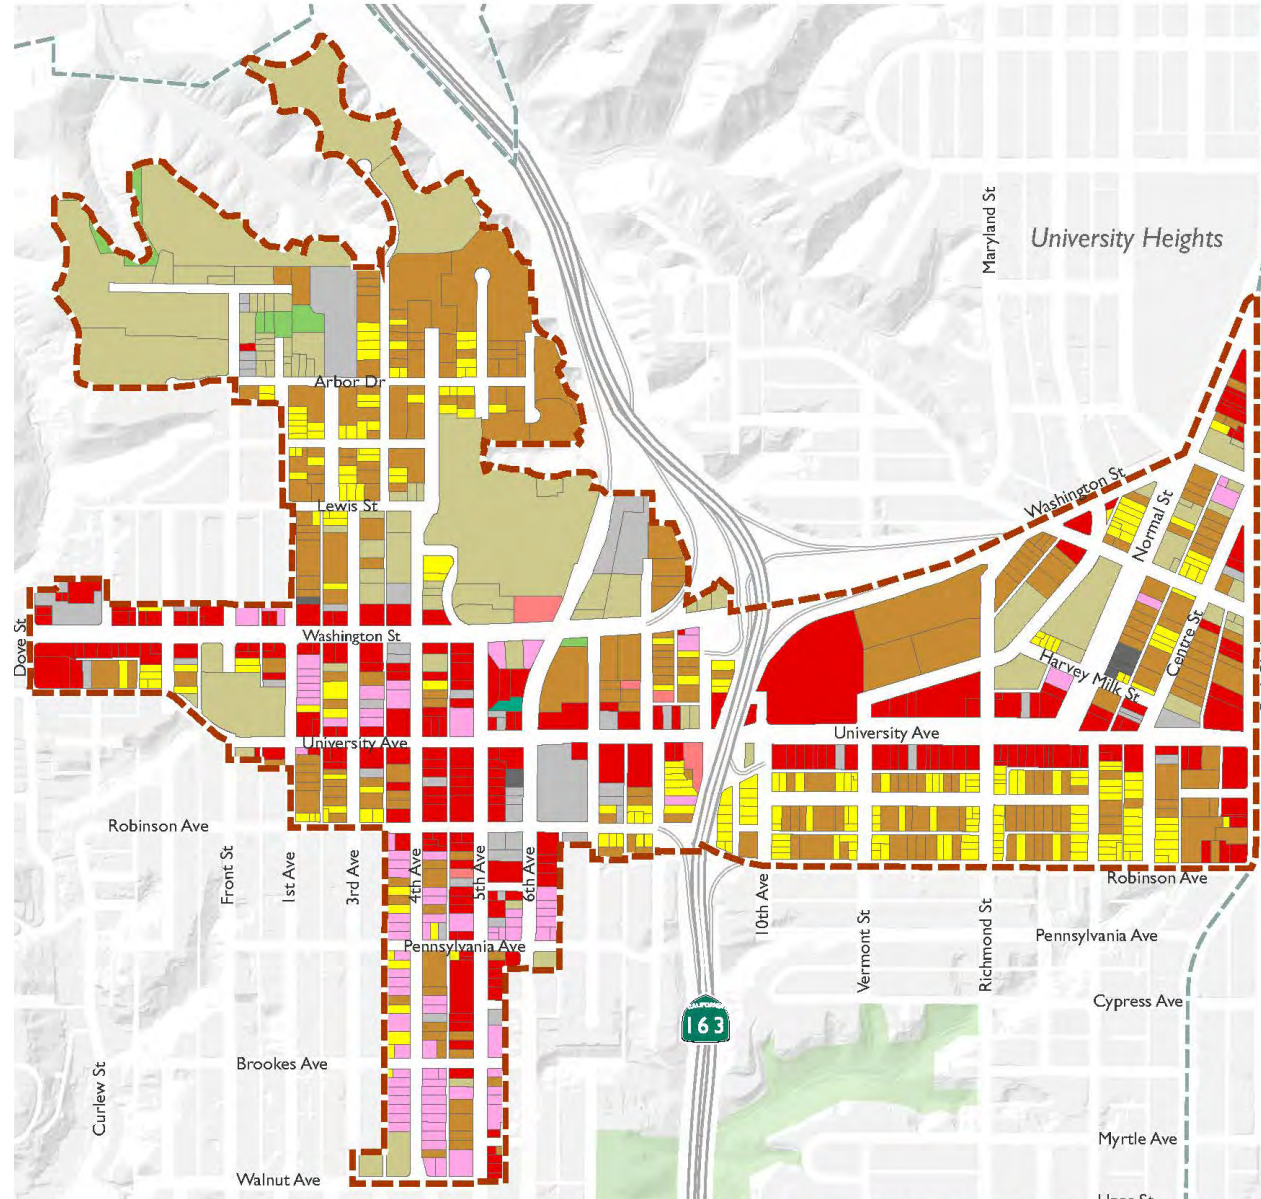 Maryland St
University Heights
Arbor Dr
Washington St
Normal St
Lewis St
Centre St
Dove St
Washington St
Harvey Milk St
University Ave
University Ave
Robinson Ave
Front St
1st Ave
3rd Ave
4th Ave
5th Ave
6th Ave
10th Ave
Vermont St
Richmond St
Robinson Ave
Pennsylvania Ave
Pennsylvania Ave
Cypress Ave
CALIFORNIA
163
Brookes Ave
Curlew St
Myrtle Ave
Walnut Ave